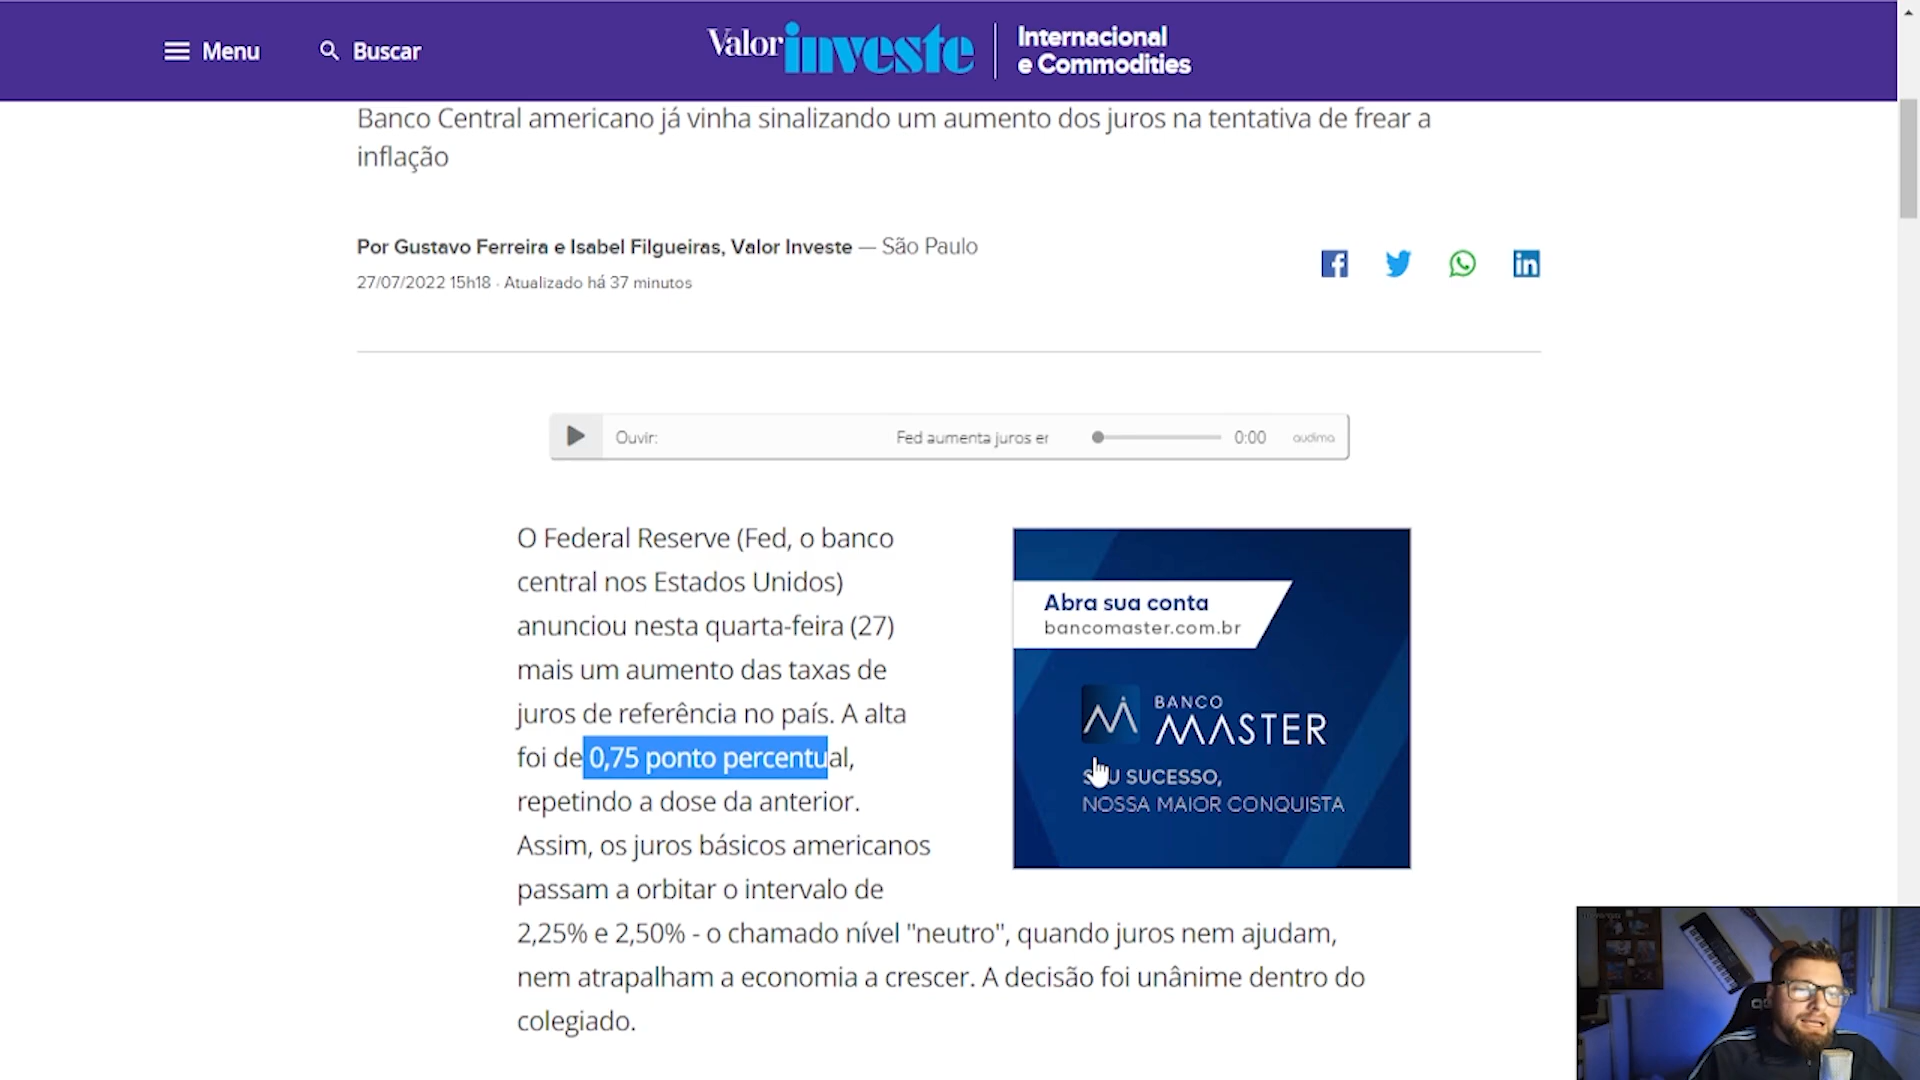 Menu
Buscar
Valor investe
Internacional
e Commodities
Banco Central americano já vinha sinalizando um aumento dos juros na tentativa de frear a
inflação
Por Gustavo Ferreira e Isabel Filgueiras, Valor Investe — São Paulo
27/07/2022 15h18 · Atualizado há 37 minutos
Ouvir:
Fed aumenta juros er
0:00
audima
O Federal Reserve (Fed, o banco
central nos Estados Unidos)
anunciou nesta quarta-feira (27)
mais um aumento das taxas de
juros de referência no país. A alta
foi de 0,75 ponto percentual,
repetindo a dose da anterior.
Assim, os juros básicos americanos
passam a orbitar o intervalo de
2,25% e 2,50% - o chamado nível "neutro", quando juros nem ajudam,
nem atrapalham a economia a crescer. A decisão foi unânime dentro do
colegiado.
Abra sua conta
bancomaster.com.br
BANCO
MASTER
SEU SUCESSO,
NOSSA MAIOR CONQUISTA